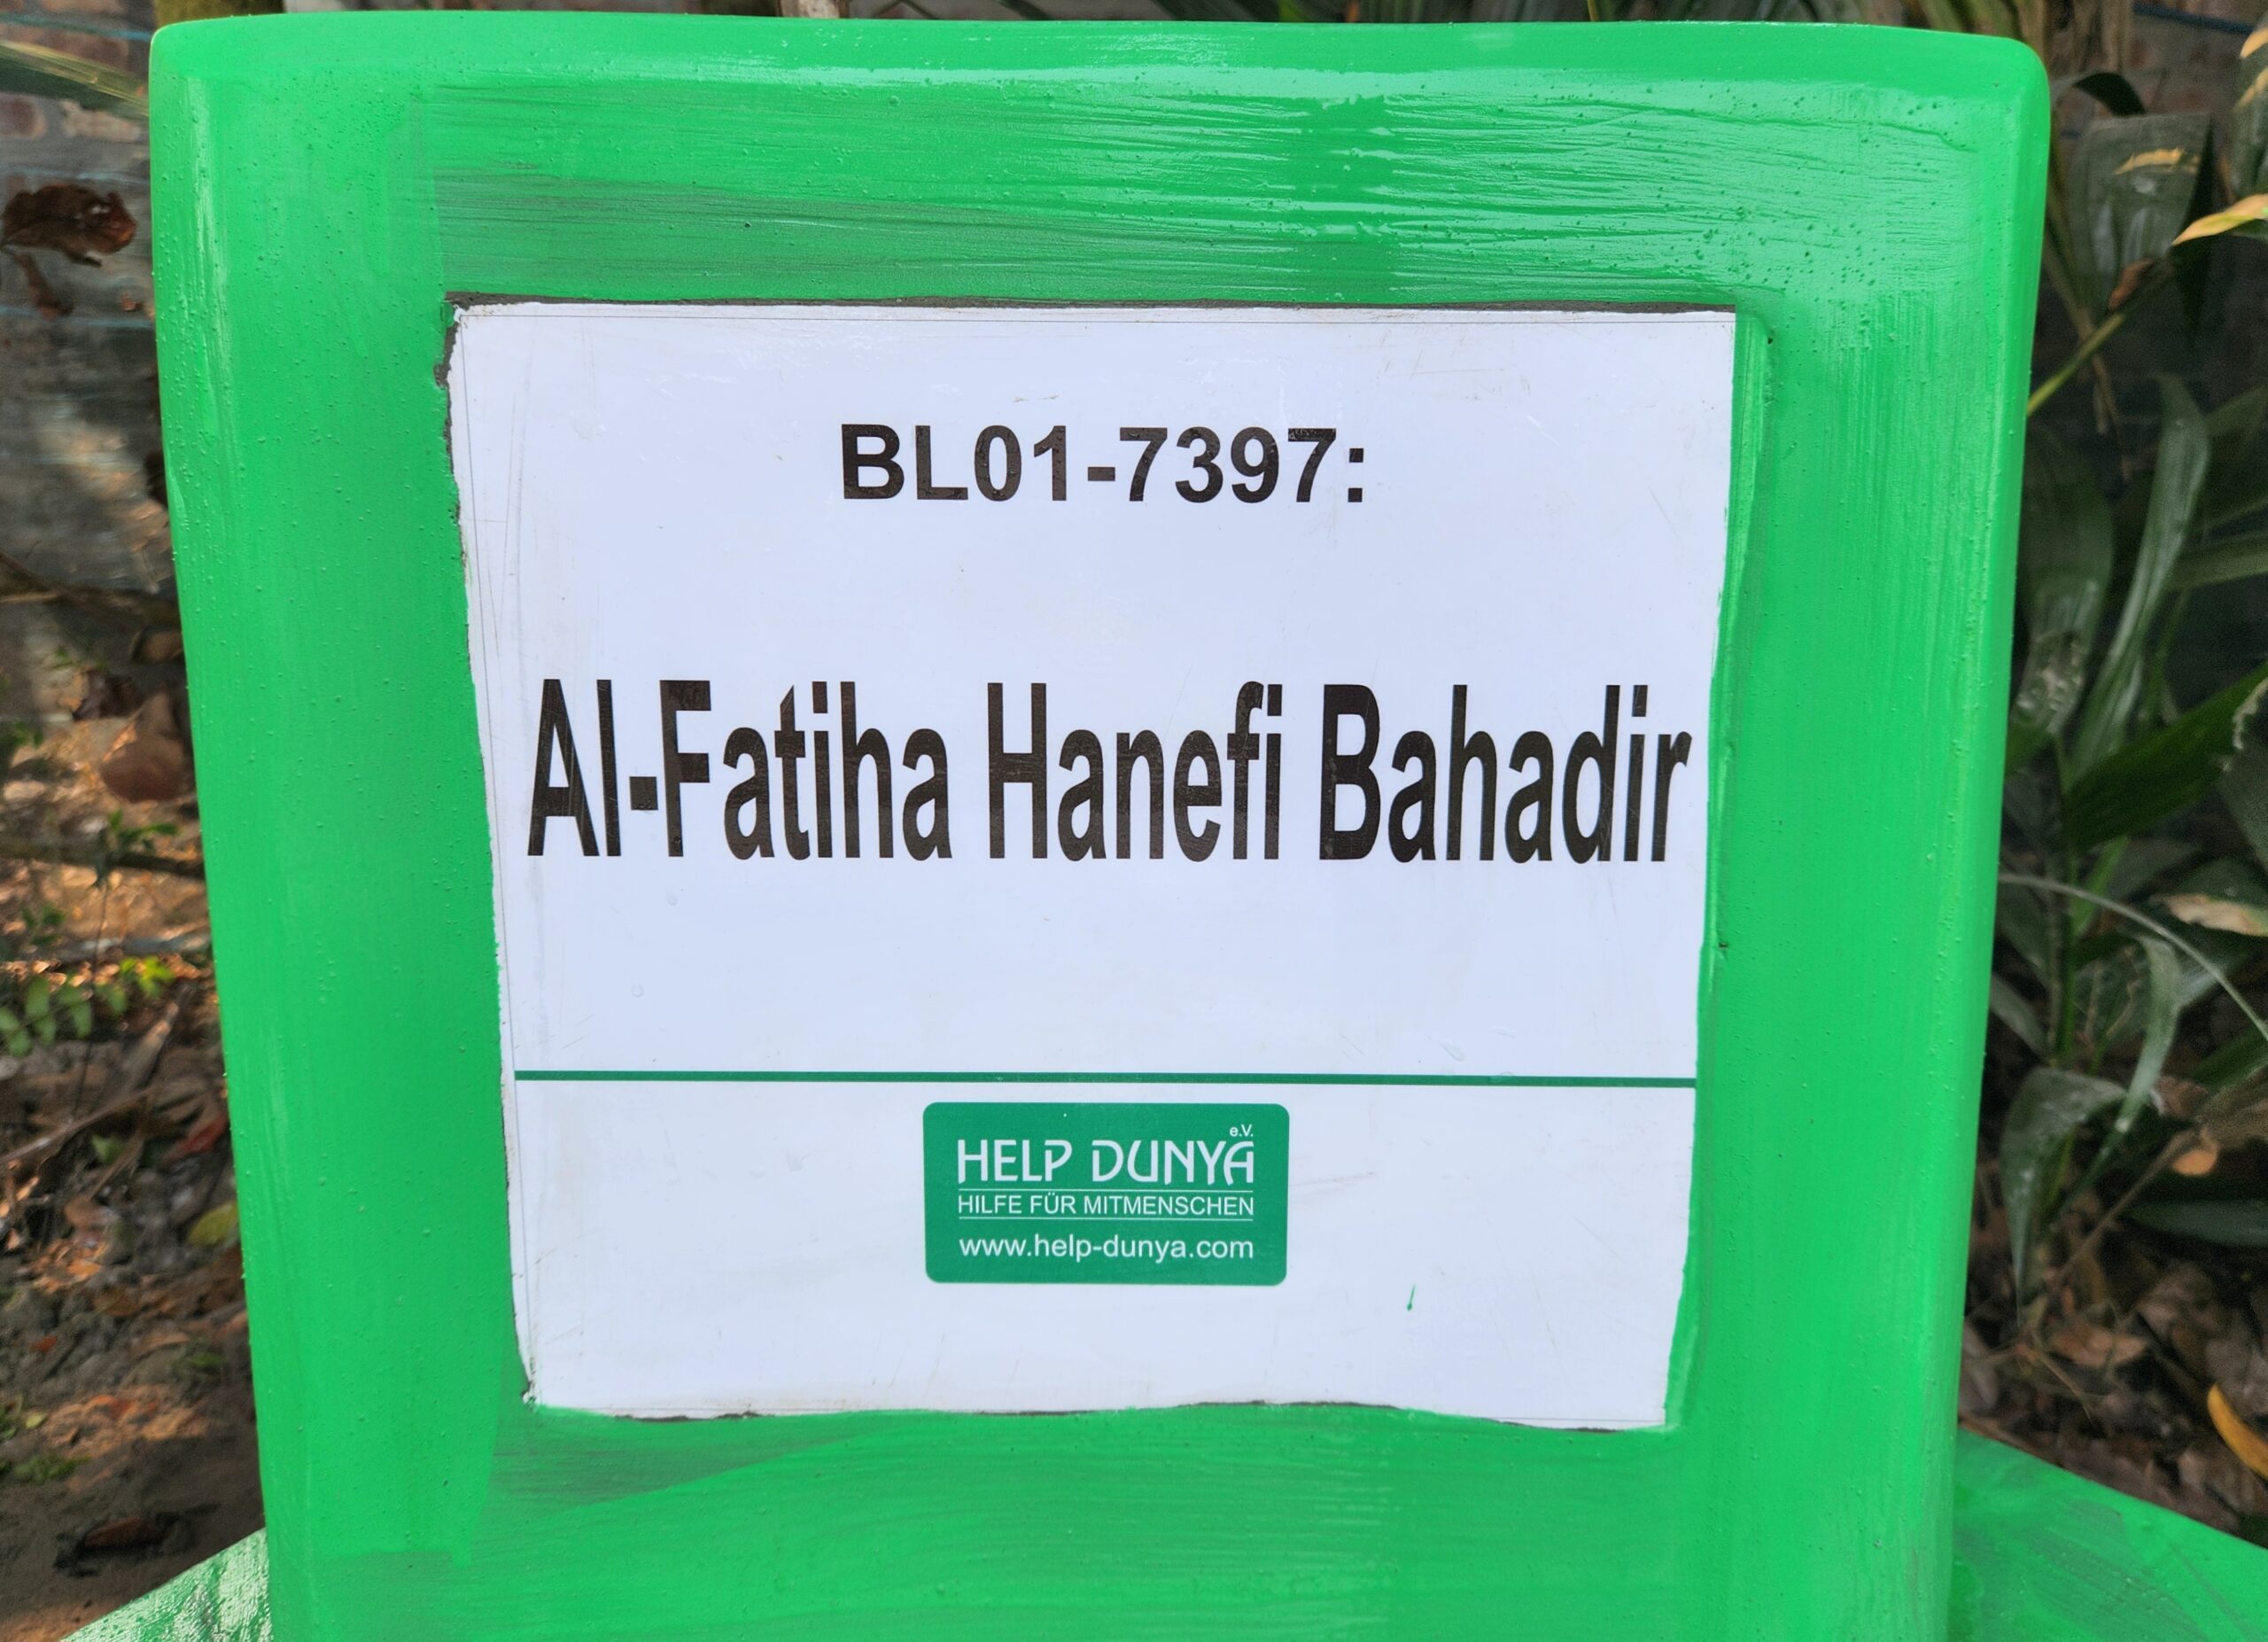 BL01-7397:
Al-Fatiha Hanefi Bahadir
HELP DUNYA e.V.
HILFE FÜR MITMENSCHEN
www.help-dunya.com